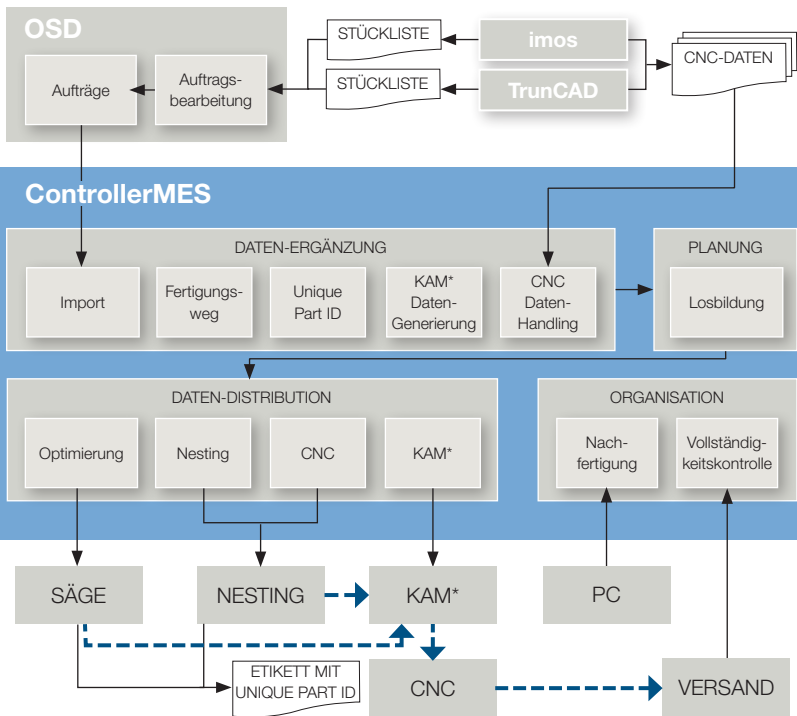 OSD
STÜCKLISTE
imos
CNC-DATEN
Aufträge
Auftrags-
bearbeitung
STÜCKLISTE
TrunCAD
ControllerMES
DATEN-ERGÄNZUNG
PLANUNG
Import
Fertigungs-
weg
Unique
Part ID
KAM*
Daten-
Generierung
CNC
Daten-
Handling
Losbildung
DATEN-DISTRIBUTION
ORGANISATION
Optimierung
Nesting
CNC
KAM*
Nach-
fertigung
Vollständig-
keitskontrolle
SÄGE
NESTING
KAM*
PC
ETIKETT MIT
UNIQUE PART ID
CNC
VERSAND